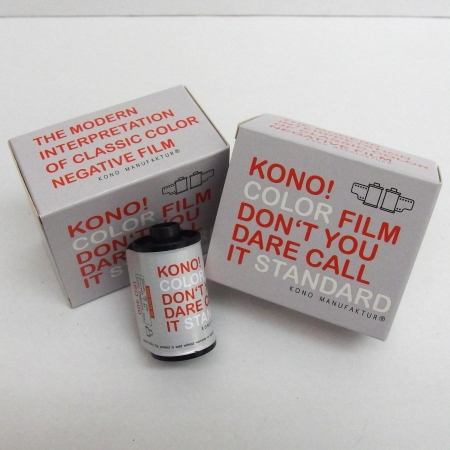 THE MODERN
INTERPRETATION
OF CLASSIC COLOR
NEGATIVE FILM
KONO MANUFAKTUR®
KONO!
COLOR FILM
DON'T YOU
DARE CALL
IT STANDARD
KONO!
COLOR FILM
DON'T YOU
DARE CALL
IT STANDARD
KONO MANUFAKTUR®
KONO!
COLOR
DON'T
DARE C
IT STAN